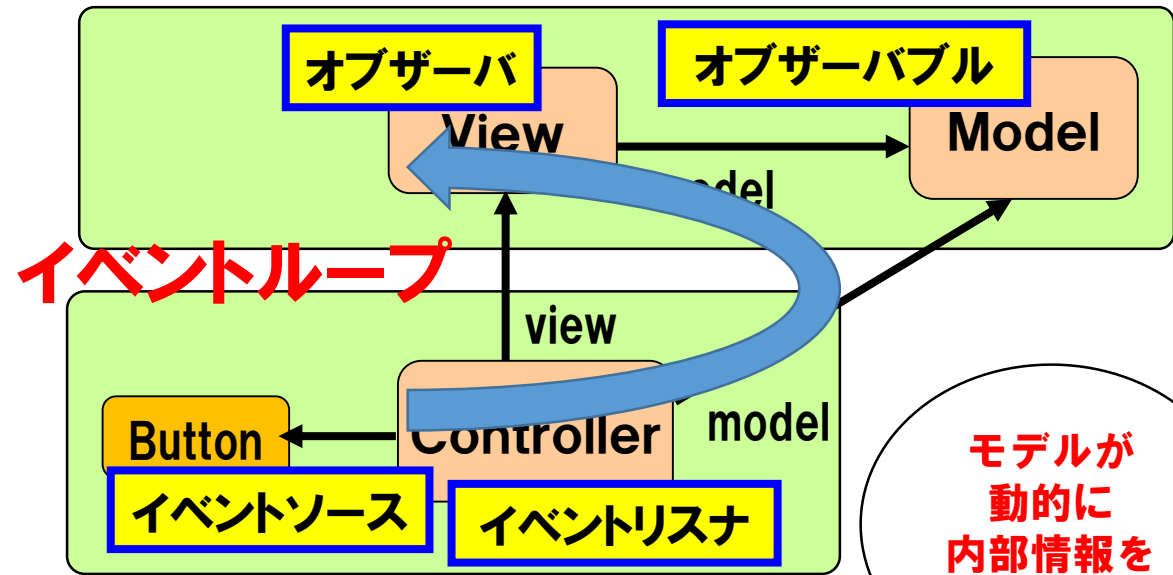 オブザーバ
オブザーバブル
View
Model
イベントループ
view
Button
Controller
model
イベントソース
イベントリスナ
モデルが
動的に
内部情報を